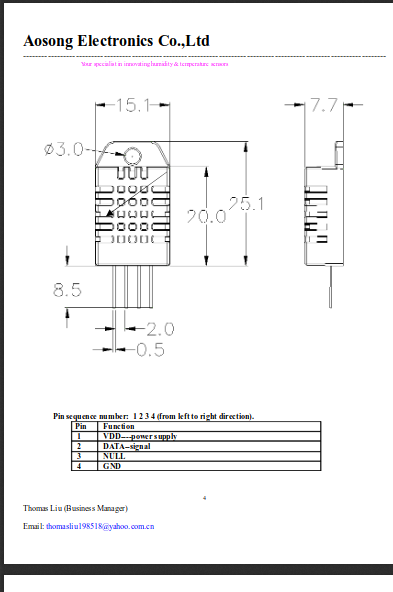 Aosong Electronics Co.,Ltd
Your specialist in innovating humidity & temperature sensors
15.1
7.7
ø3.0
20.0
25.1
8.5
2.0
0.5
Pin sequence number: 1 2 3 4 (from left to right direction).
Pin Function
1 VDD----power supply
2 DATA--signal
3 NULL
4 GND
4
Thomas Liu (Business Manager)
Email: thomasliu198518@yahoo.com.cn